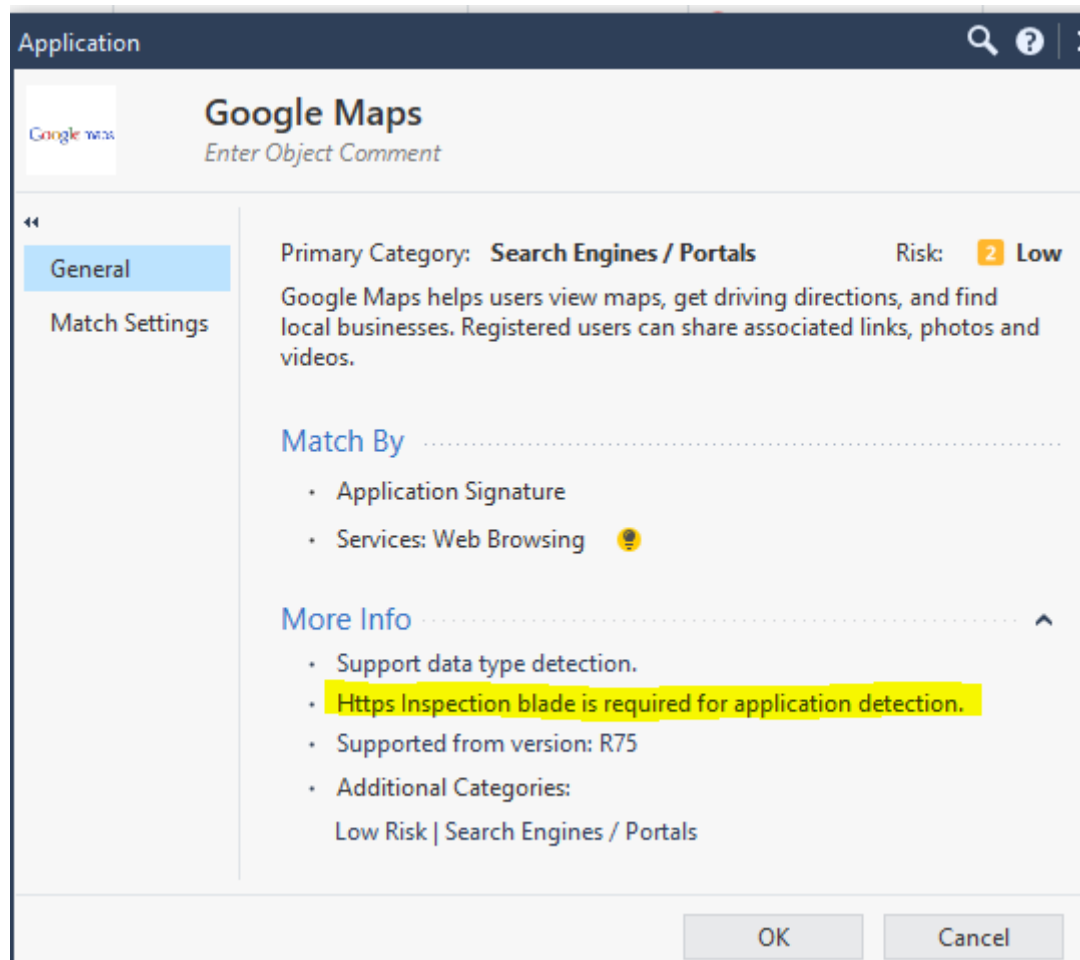 Application
Google maps
Google Maps
Enter Object Comment
General
Match Settings
Primary Category: Search Engines / Portals Risk: 2 Low
Google Maps helps users view maps, get driving directions, and find
local businesses. Registered users can share associated links, photos and
videos.
Match By
• Application Signature
• Services: Web Browsing
More Info
• Support data type detection.
• Https Inspection blade is required for application detection.
• Supported from version: R75
• Additional Categories:
Low Risk | Search Engines / Portals
OK Cancel